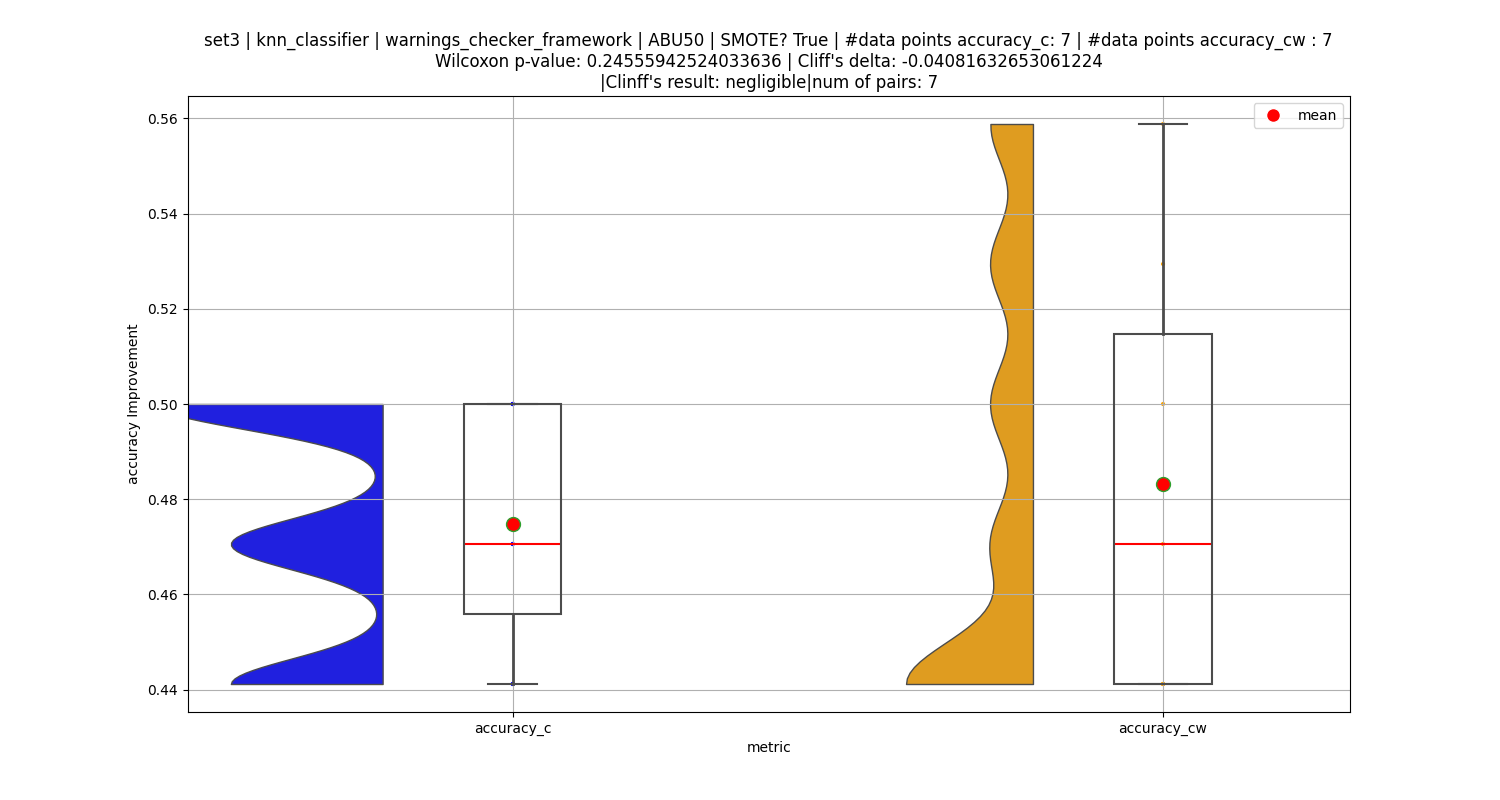 set3 | knn_classifier | warnings_checker_framework | ABU50 | SMOTE? True | #data points accuracy_c: 7 | #data points accuracy_cw : 7
Wilcoxon p-value: 0.24555942524033636 | Cliff's delta: -0.04081632653061224
|Clinff's result: negligible|num of pairs: 7
mean
0.56
0.54
0.52
0.50
0.48
0.46
0.44
accuracy Improvement
accuracy_c
accuracy_cw
metric